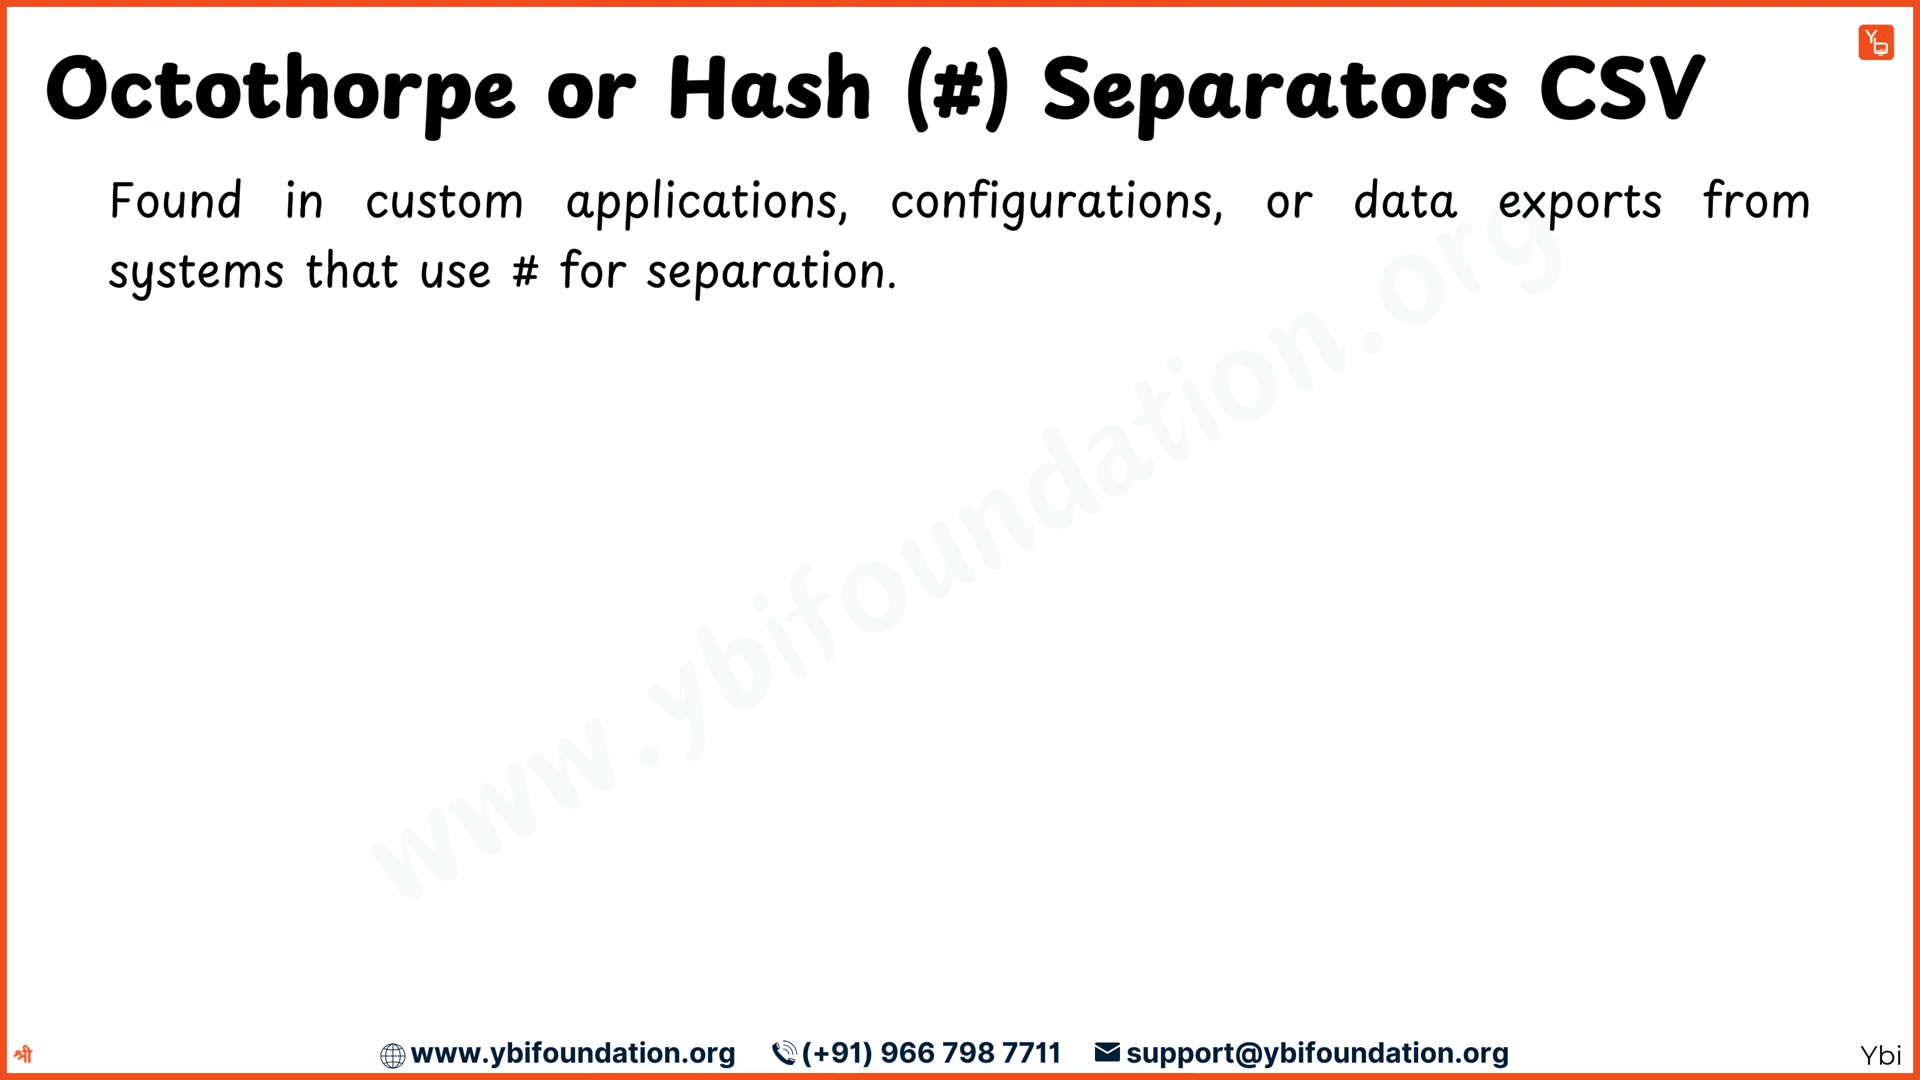 Octothorpe or Hash (#) Separators CSV
Yb
Found in custom applications, configurations, or data exports from
systems that use # for separation.
www.ybifoundation.org
श्री
www.ybifoundation.org (+91) 966 798 7711 support@ybifoundation.org
Ybi